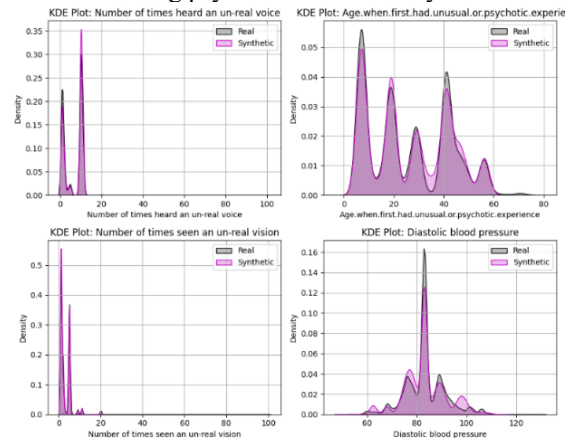 KDE Plot: Number of times heard an un-real voice
Real
Synthetic
0.35
0.30
0.25
0.20
0.15
0.10
0.05
0.00
Density
0 20 40 60 80 100
Number of times heard an un-real voice
KDE Plot: Age.when.first.had.unusual.or.psychotic.experie
Real
Synthetic
0.05
0.04
0.03
0.02
0.01
0.00
Density
0 20 40 60 80
Age.when.first.had.unusual.or.psychotic.experience
KDE Plot: Number of times seen an un-real vision
Real
Synthetic
0.5
0.4
0.3
0.2
0.1
0.0
Density
0 20 40 60 80 100
Number of times seen an un-real vision
KDE Plot: Diastolic blood pressure
Real
Synthetic
0.16
0.14
0.12
0.10
0.08
0.06
0.04
0.02
0.00
Density
60 80 100 120
Diastolic blood pressure